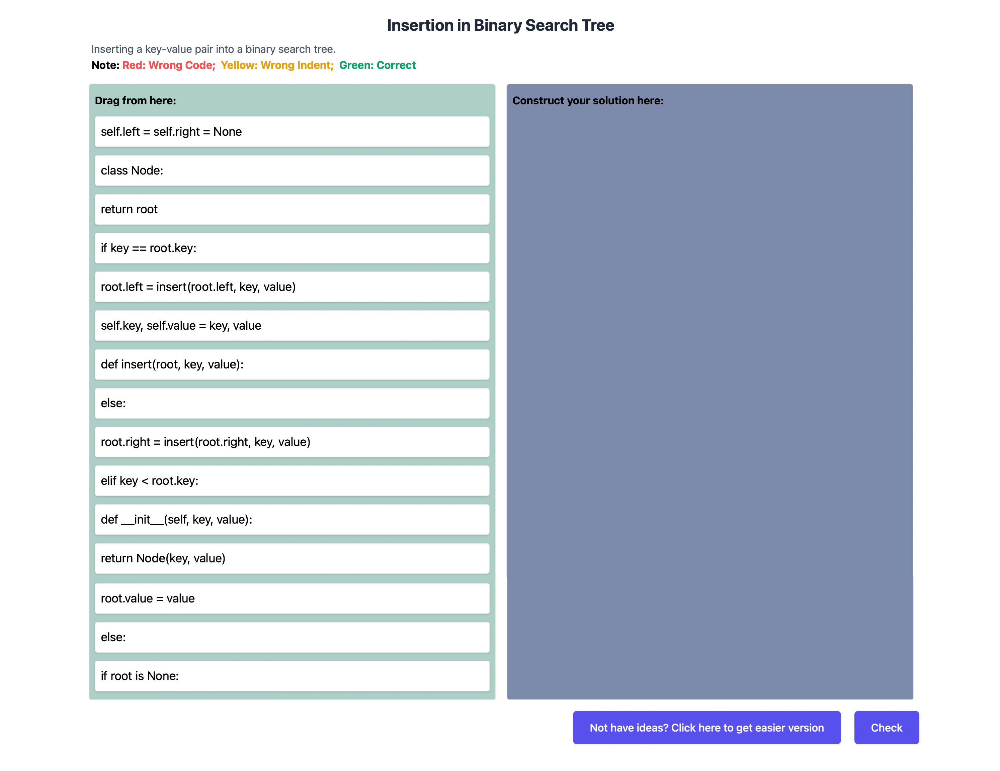 Insertion in Binary Search Tree
Inserting a key-value pair into a binary search tree.
Note: Red: Wrong Code; Yellow: Wrong Indent; Green: Correct
Drag from here:
self.left = self.right = None
class Node:
return root
if key == root.key:
root.left = insert(root.left, key, value)
self.key, self.value = key, value
def insert(root, key, value):
else:
root.right = insert(root.right, key, value)
elif key < root.key:
def __init__(self, key, value):
return Node(key, value)
root.value = value
else:
if root is None:
Construct your solution here:
Not have ideas? Click here to get easier version
Check